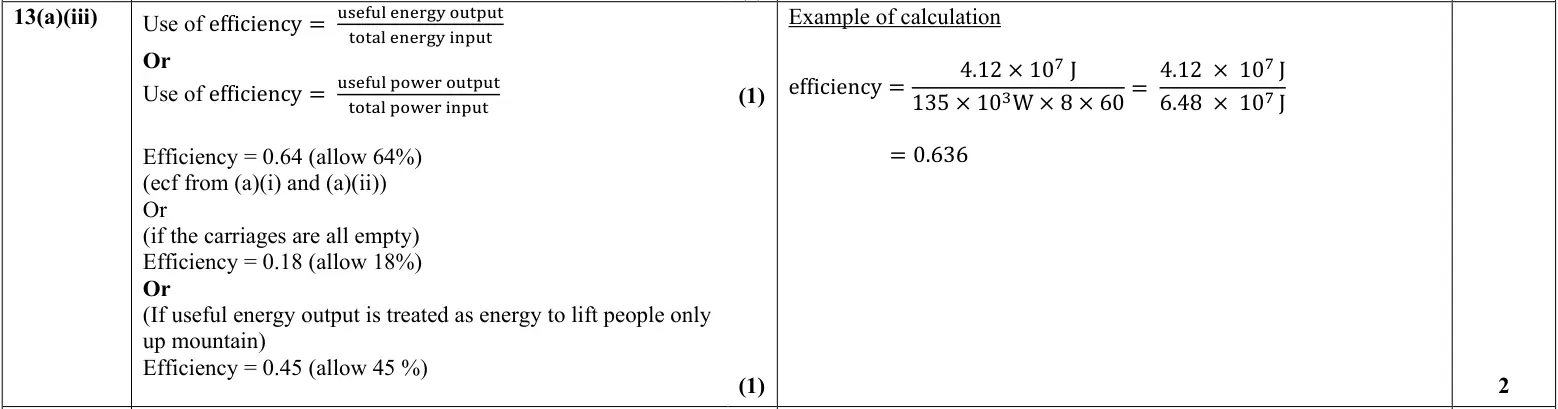 13(a)(iii)
Use of efficiency = useful energy output / total energy input
Or
Use of efficiency = useful power output / total power input
(1)
Efficiency = 0.64 (allow 64%)
(ecf from (a)(i) and (a)(ii))
Or
(if the carriages are all empty)
Efficiency = 0.18 (allow 18%)
Or
(If useful energy output is treated as energy to lift people only
up mountain)
Efficiency = 0.45 (allow 45 %)
(1)
Example of calculation
efficiency = 4.12 × 10⁷ J / 135 × 10³W × 8 × 60 = 4.12 × 10⁷ J / 6.48 × 10⁷ J
= 0.636
2